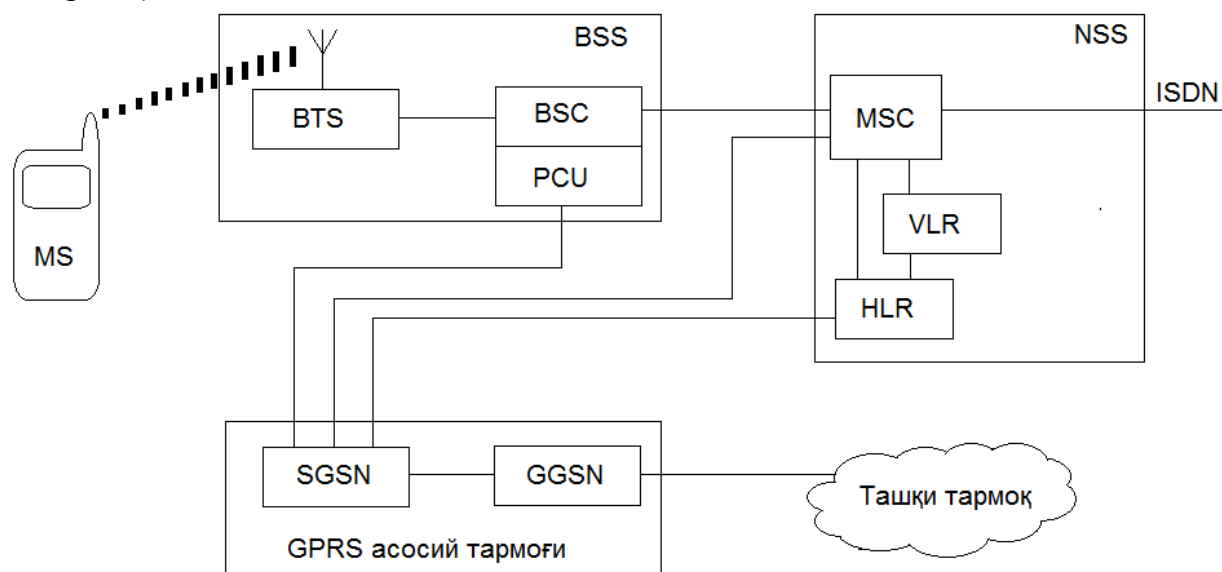 BSS
NSS
BTS
BSC
PCU
MSC
ISDN
VLR
HLR
MS
SGSN
GGSN
Ташқи тармоқ
GPRS асосий тармоғи